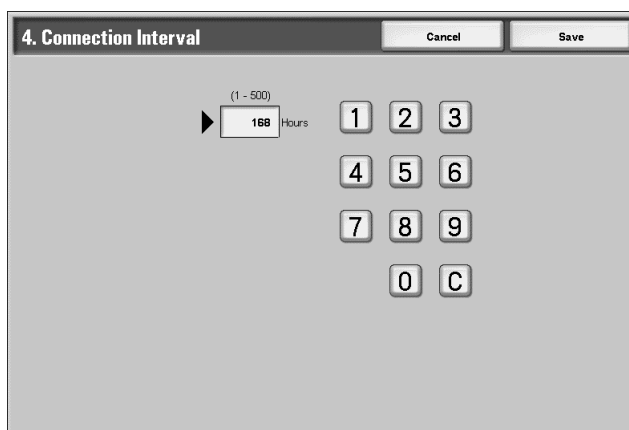 4. Connection Interval Cancel Save
(1 - 500)
168 Hours
1 2 3
4 5 6
7 8 9
0 C